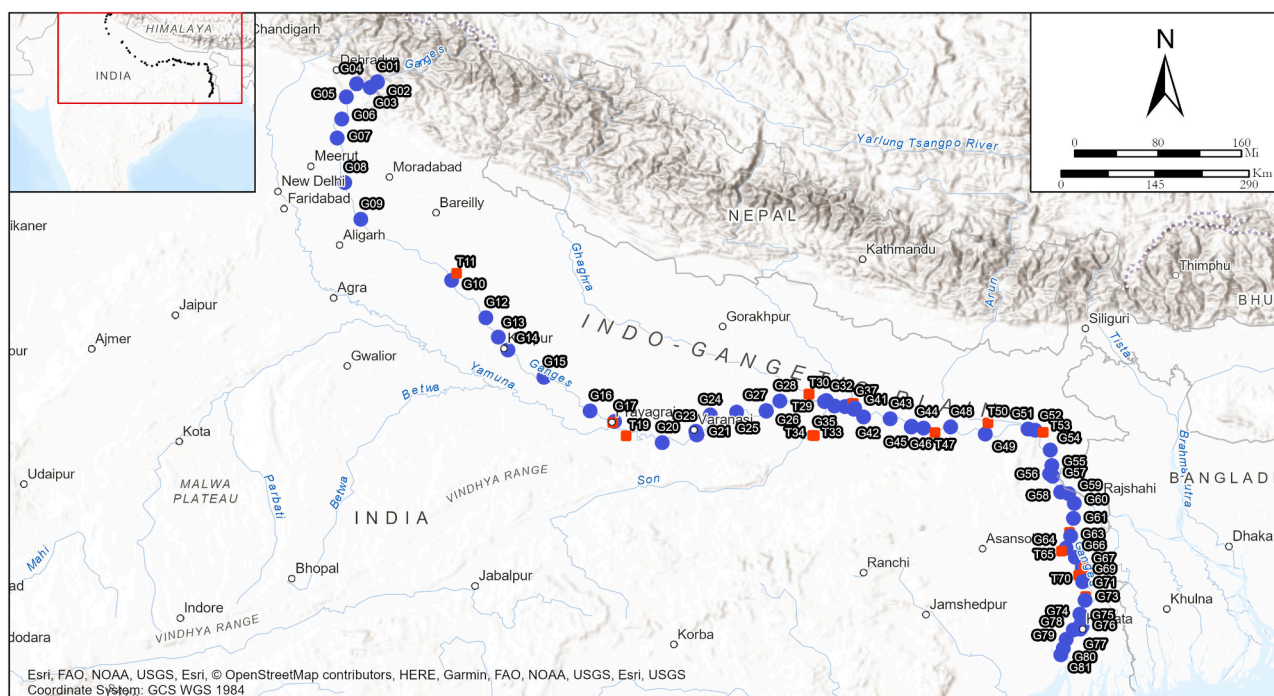 HIMALAYA
INDIA
Chandigarh
Dehradun
Ganges
G04
G01
G02
G03
G05
G06
G07
Meerut
G08
Moradabad
New Delhi
Faridabad
Bareilly
G09
Aligarh
ikaner
N
0 80 160
Mi
0 145 290
Km
Yarlung Tsangpo River
NEPAL
Kathmandu
Thimphu
BHU
Siliguri
Arun
Tista
Ghaghra
T11
G10
Agra
Jaipur
Ajmer
pur
Gwalior
G12
G13
G14
G15
Gorakhpur
INDO-GANGETIC PLAIN
Ganges
Yamuna
Betwa
G16
G17
Prayagraj
T19
G20
G23
Varanasi
G21
G24
G25
G27
G26
G28
T30
T29
G32
G35
T34
T33
G37
G41
G42
G43
G44
G45
G46
T47
G48
G49
T50
G51
G52
T53
G54
G55
G56
G57
G58
G59
G60
Rajshahi
G61
BANGLAD
Brahmaputra
Kota
Udaipur
MALWA
PLATEAU
Parbati
Betwa
VINDHYA RANGE
Son
INDIA
Mahi
ad
Bhopal
Jabalpur
Indore
VINDHYA RANGE
dodara
Korba
Ranchi
Jamshedpur
G63
G64
T65
G66
G67
G69
T70
G71
G73
G74
G75
G76
G77
G78
G79
G80
G81
Dhaka
Khulna
Esri, FAO, NOAA, USGS, Esri, © OpenStreetMap contributors, HERE, Garmin, FAO, NOAA, USGS, Esri, USGS
Coordinate System: GCS WGS 1984